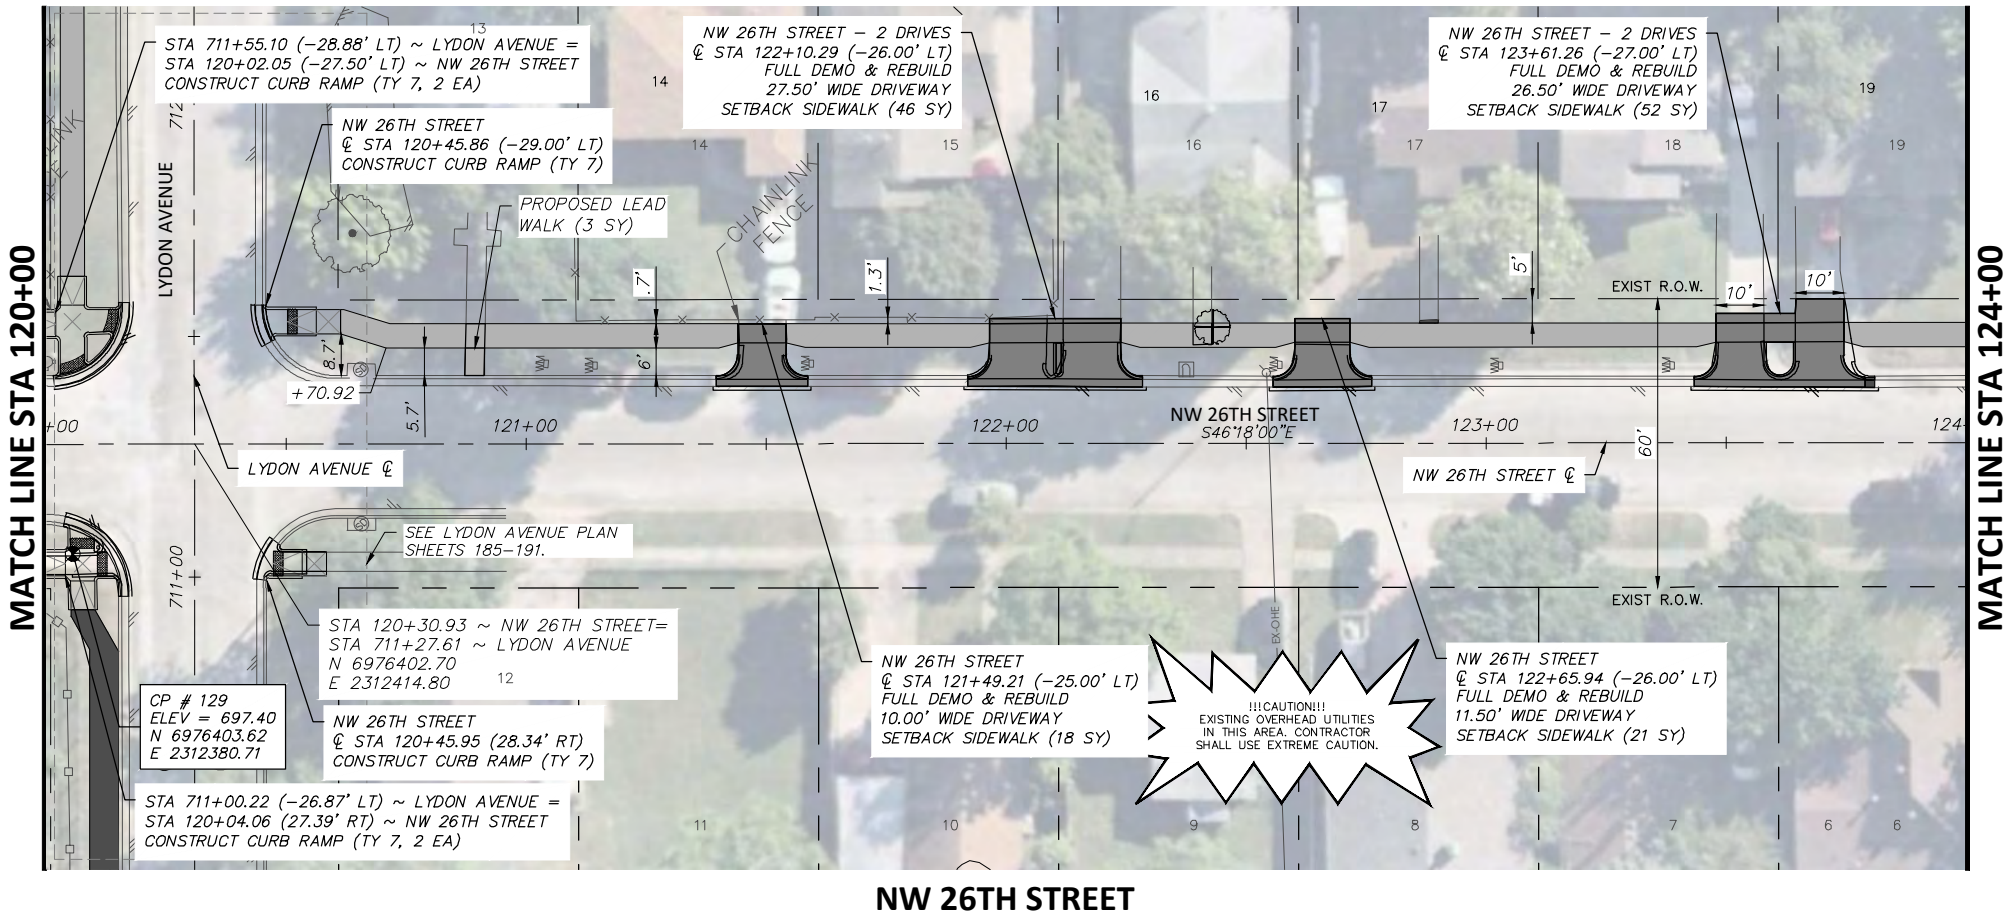 13
STA 711+55.10 (-28.88' LT) ~ LYDON AVENUE =
STA 120+02.05 (-27.50' LT) ~ NW 26TH STREET
CONSTRUCT CURB RAMP (TY 7, 2 EA)
NW 26TH STREET
℄ STA 120+45.86 (-29.00' LT)
CONSTRUCT CURB RAMP (TY 7)
PROPOSED LEAD
WALK (3 SY)
NW 26TH STREET - 2 DRIVES
℄ STA 122+10.29 (-26.00' LT)
FULL DEMO & REBUILD
27.50' WIDE DRIVEWAY
SETBACK SIDEWALK (46 SY)
NW 26TH STREET - 2 DRIVES
℄ STA 123+61.26 (-27.00' LT)
FULL DEMO & REBUILD
26.50' WIDE DRIVEWAY
SETBACK SIDEWALK (52 SY)
14
14
15
16
16
17
17
18
19
19
CHAINLINK
FENCE
LYDON AVENUE
MATCH LINE STA 120+00
MATCH LINE STA 124+00
.7'
1.3'
5'
EXIST R.O.W.
10'
10'
8.7'
6'
5.7'
WM
WM
WM
WM
WM
WM
+70.92
+00
121+00
122+00
NW 26TH STREET
S46°18'00"E
123+00
124
60'
LYDON AVENUE ℄
NW 26TH STREET ℄
SEE LYDON AVENUE PLAN
SHEETS 185-191.
711+00
EXIST R.O.W.
EX-OHE
STA 120+30.93 ~ NW 26TH STREET=
STA 711+27.61 ~ LYDON AVENUE
N 6976402.70
E 2312414.80
12
CP # 129
ELEV = 697.40
N 6976403.62
E 2312380.71
NW 26TH STREET
℄ STA 120+45.95 (28.34' RT)
CONSTRUCT CURB RAMP (TY 7)
STA 711+00.22 (-26.87' LT) ~ LYDON AVENUE =
STA 120+04.06 (27.39' RT) ~ NW 26TH STREET
CONSTRUCT CURB RAMP (TY 7, 2 EA)
NW 26TH STREET
℄ STA 121+49.21 (-25.00' LT)
FULL DEMO & REBUILD
10.00' WIDE DRIVEWAY
SETBACK SIDEWALK (18 SY)
!!!CAUTION!!!
EXISTING OVERHEAD UTILITIES
IN THIS AREA. CONTRACTOR
SHALL USE EXTREME CAUTION.
NW 26TH STREET
℄ STA 122+65.94 (-26.00' LT)
FULL DEMO & REBUILD
11.50' WIDE DRIVEWAY
SETBACK SIDEWALK (21 SY)
11
10
9
8
7
6
6
NW 26TH STREET